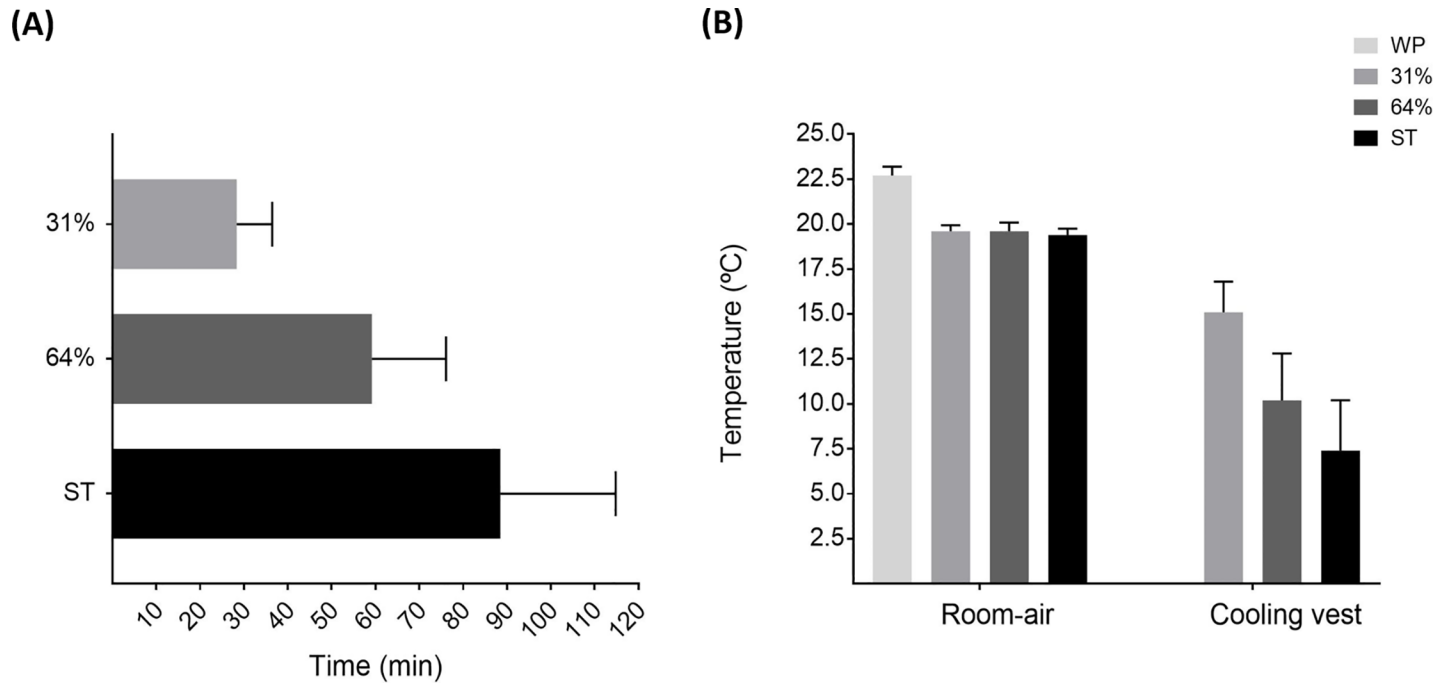 (A)
31%
64%
ST
10 20 30 40 50 60 70 80 90 100 110 120
Time (min)
(B)
WP
31%
64%
ST
25.0
22.5
20.0
17.5
15.0
12.5
10.0
7.5
5.0
2.5
Temperature (ºC)
Room-air Cooling vest